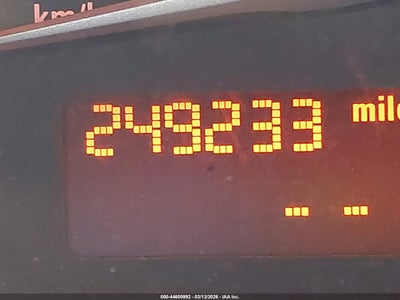 km/h
249233 mile
-- --
000-44600992 - 03/13/2026 - IAA Inc.